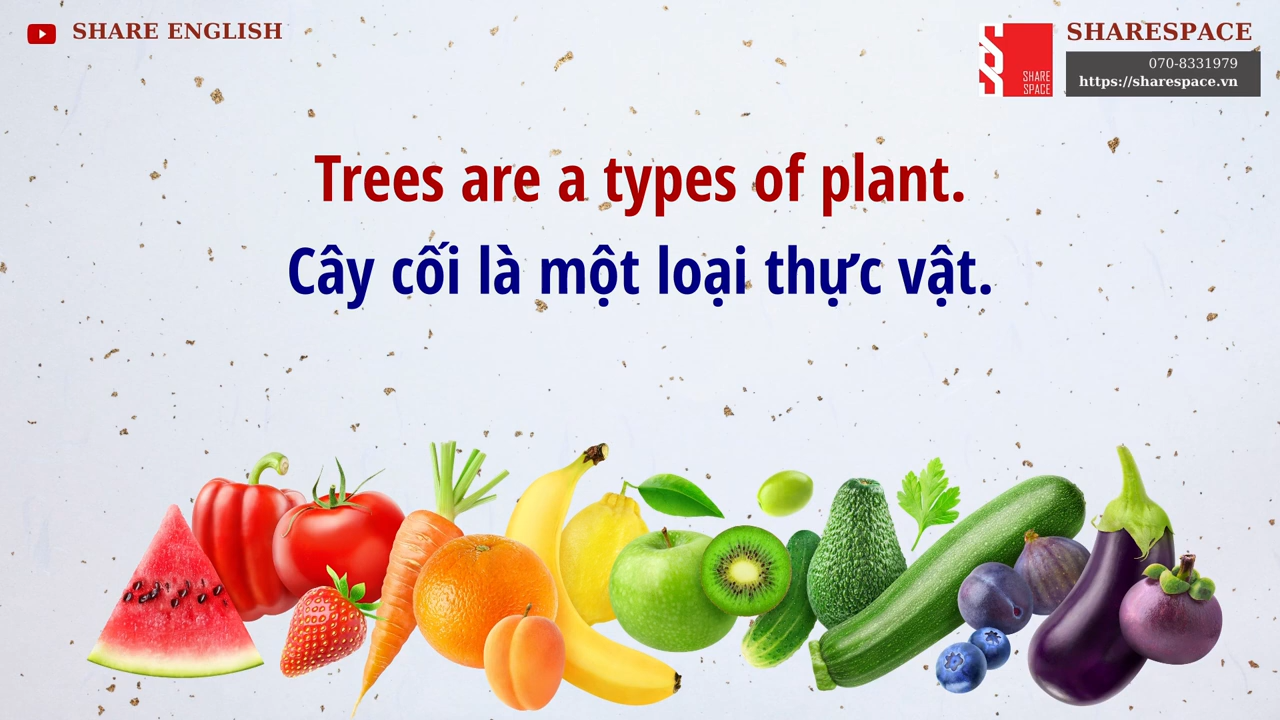 SHARE ENGLISH
SHARESPACE
070-8331979
https://sharespace.vn
SHARE
SPACE
Trees are a types of plant.
Cây cối là một loại thực vật.